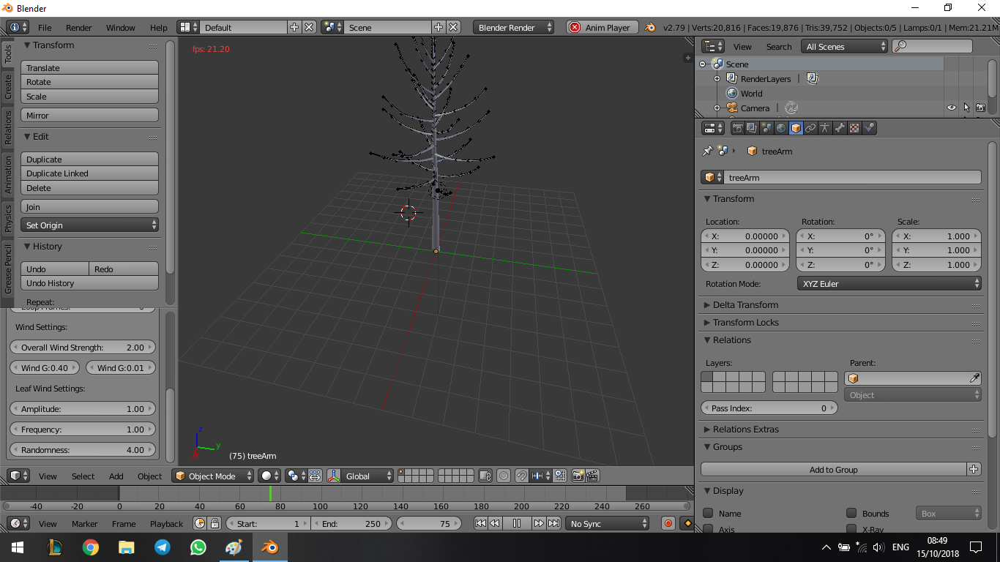 Blender
File Render Window Help Default Scene Blender Render Anim Player v2.79 | Verts:20,816 | Faces:19,876 | Tris:39,752 | Objects:0/5 | Lamps:0/1 | Mem:21.21M
Tools
Create
Relations
Animation
Physics
Grease Pencil
Transform
Translate
Rotate
Scale
Mirror
Edit
Duplicate
Duplicate Linked
Delete
Join
Set Origin
History
Undo Redo
Undo History
Repeat:
Loop Frames: 0
Wind Settings:
Overall Wind Strength: 2.00
Wind G:0.40 Wind G:0.01
Leaf Wind Settings:
Amplitude: 1.00
Frequency: 1.00
Randomness: 4.00
fps: 21.20
z
y
(75) treeArm
View Select Add Object Object Mode Global
-40 -20 0 20 40 60 80 100 120 140 160 180 200 220 240 260
View Marker Frame Playback Start: 1 End: 250 75 No Sync
View Search All Scenes
Scene
RenderLayers |
World
Camera |
treeArm
treeArm
Transform
Location: Rotation: Scale:
X: 0.00000 X: 0° X: 1.000
Y: 0.00000 Y: 0° Y: 1.000
Z: 0.00000 Z: 0° Z: 1.000
Rotation Mode: XYZ Euler
Delta Transform
Transform Locks
Relations
Layers: Parent:
Object
Pass Index: 0
Relations Extras
Groups
Add to Group
Display
Name Bounds Box
Axis X-Ray
ENG
08:49
15/10/2018